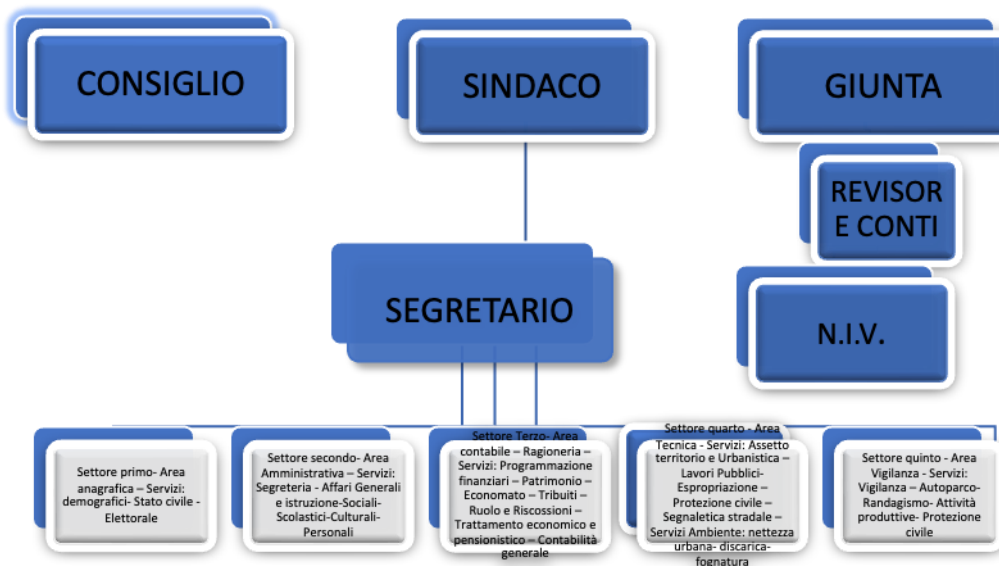 CONSIGLIO
SINDACO
GIUNTA
REVISOR
E CONTI
SEGRETARIO
N.I.V.
Settore primo- Area
anagrafica – Servizi:
demografici- Stato civile -
Elettorale
Settore secondo- Area
Amministrativa – Servizi:
Segreteria - Affari Generali
e istruzione-Sociali-
Scolastici-Culturali-
Personali
Settore Terzo- Area
contabile – Ragioneria –
Servizi: Programmazione
finanziari – Patrimonio –
Economato – Tributi –
Ruolo e Riscossioni –
Trattamento economico e
pensionistico – Contabilità
generale
Settore quarto - Area
Tecnica - Servizi: Assetto
territorio e Urbanistica –
Lavori Pubblici-
Espropriazione –
Protezione civile –
Segnaletica stradale –
Servizi Ambiente: nettezza
urbana- discarica-
fognatura
Settore quinto - Area
Vigilanza - Servizi:
Vigilanza – Autoparco-
Randagismo- Attività
produttive- Protezione
civile